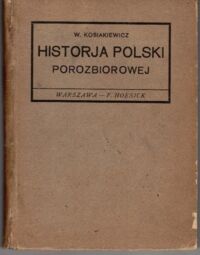 W. KOSIAKIEWICZ
HISTORJA POLSKI
POROZBIOROWEJ
WARSZAWA — F. HOESICK